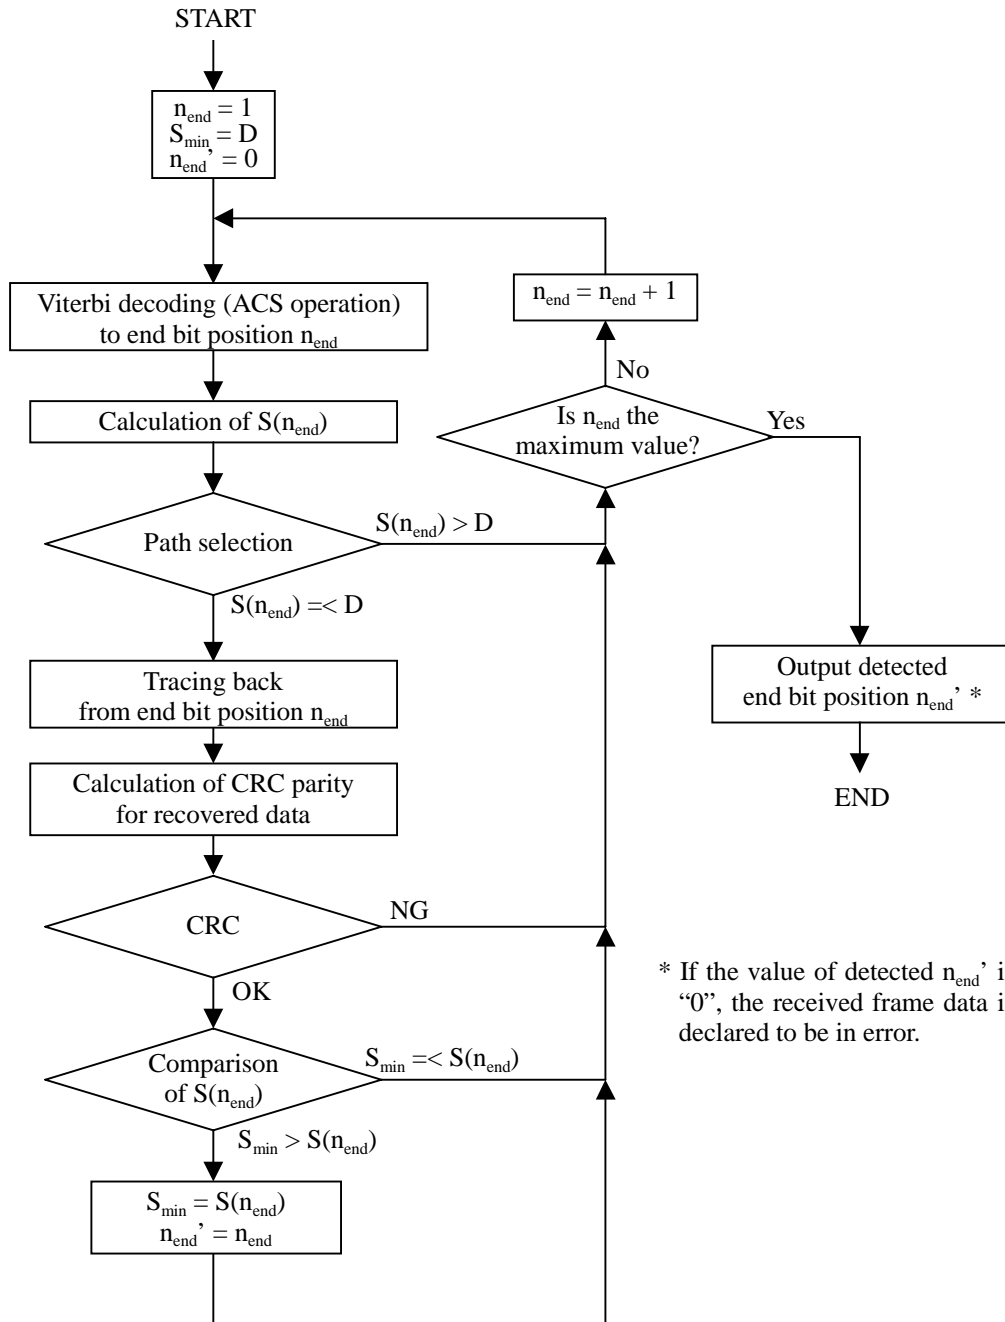 START
n_end = 1
S_min = D
n_end’ = 0
Viterbi decoding (ACS operation)
to end bit position n_end
n_end = n_end + 1
No
Calculation of S(n_end)
Is n_end the
maximum value?
Yes
Path selection
S(n_end) > D
S(n_end) =< D
Tracing back
from end bit position n_end
Output detected
end bit position n_end’ *
Calculation of CRC parity
for recovered data
END
CRC
NG
OK
* If the value of detected n_end’ i
“0”, the received frame data i
declared to be in error.
Comparison
of S(n_end)
S_min =< S(n_end)
S_min > S(n_end)
S_min = S(n_end)
n_end’ = n_end